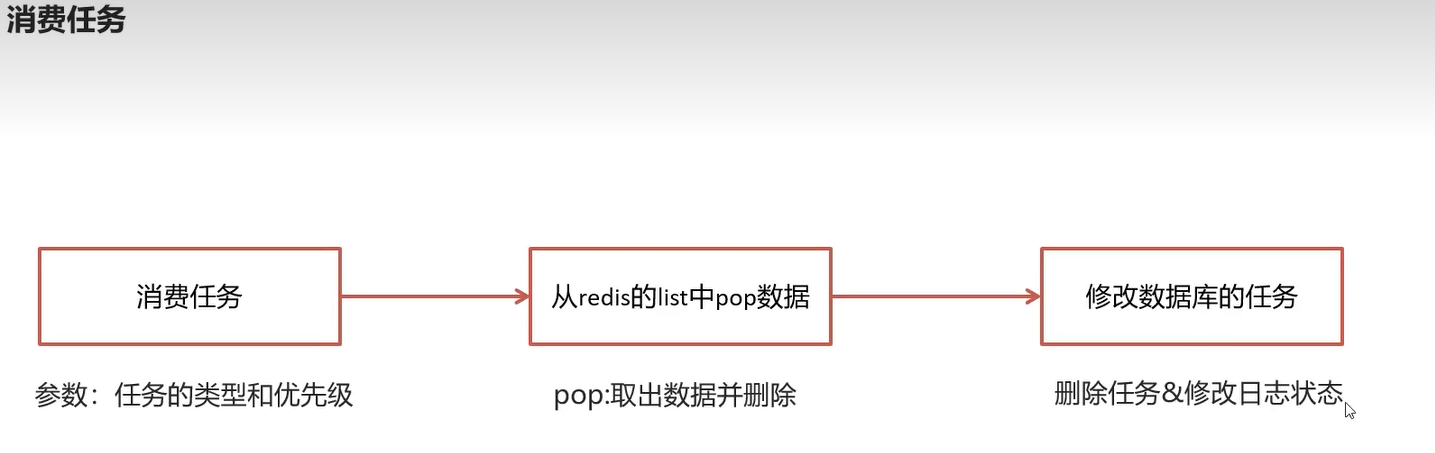 消费任务
消费任务
从redis的list中pop数据
修改数据库的任务
参数：任务的类型和优先级
pop:取出数据并删除
删除任务&修改日志状态